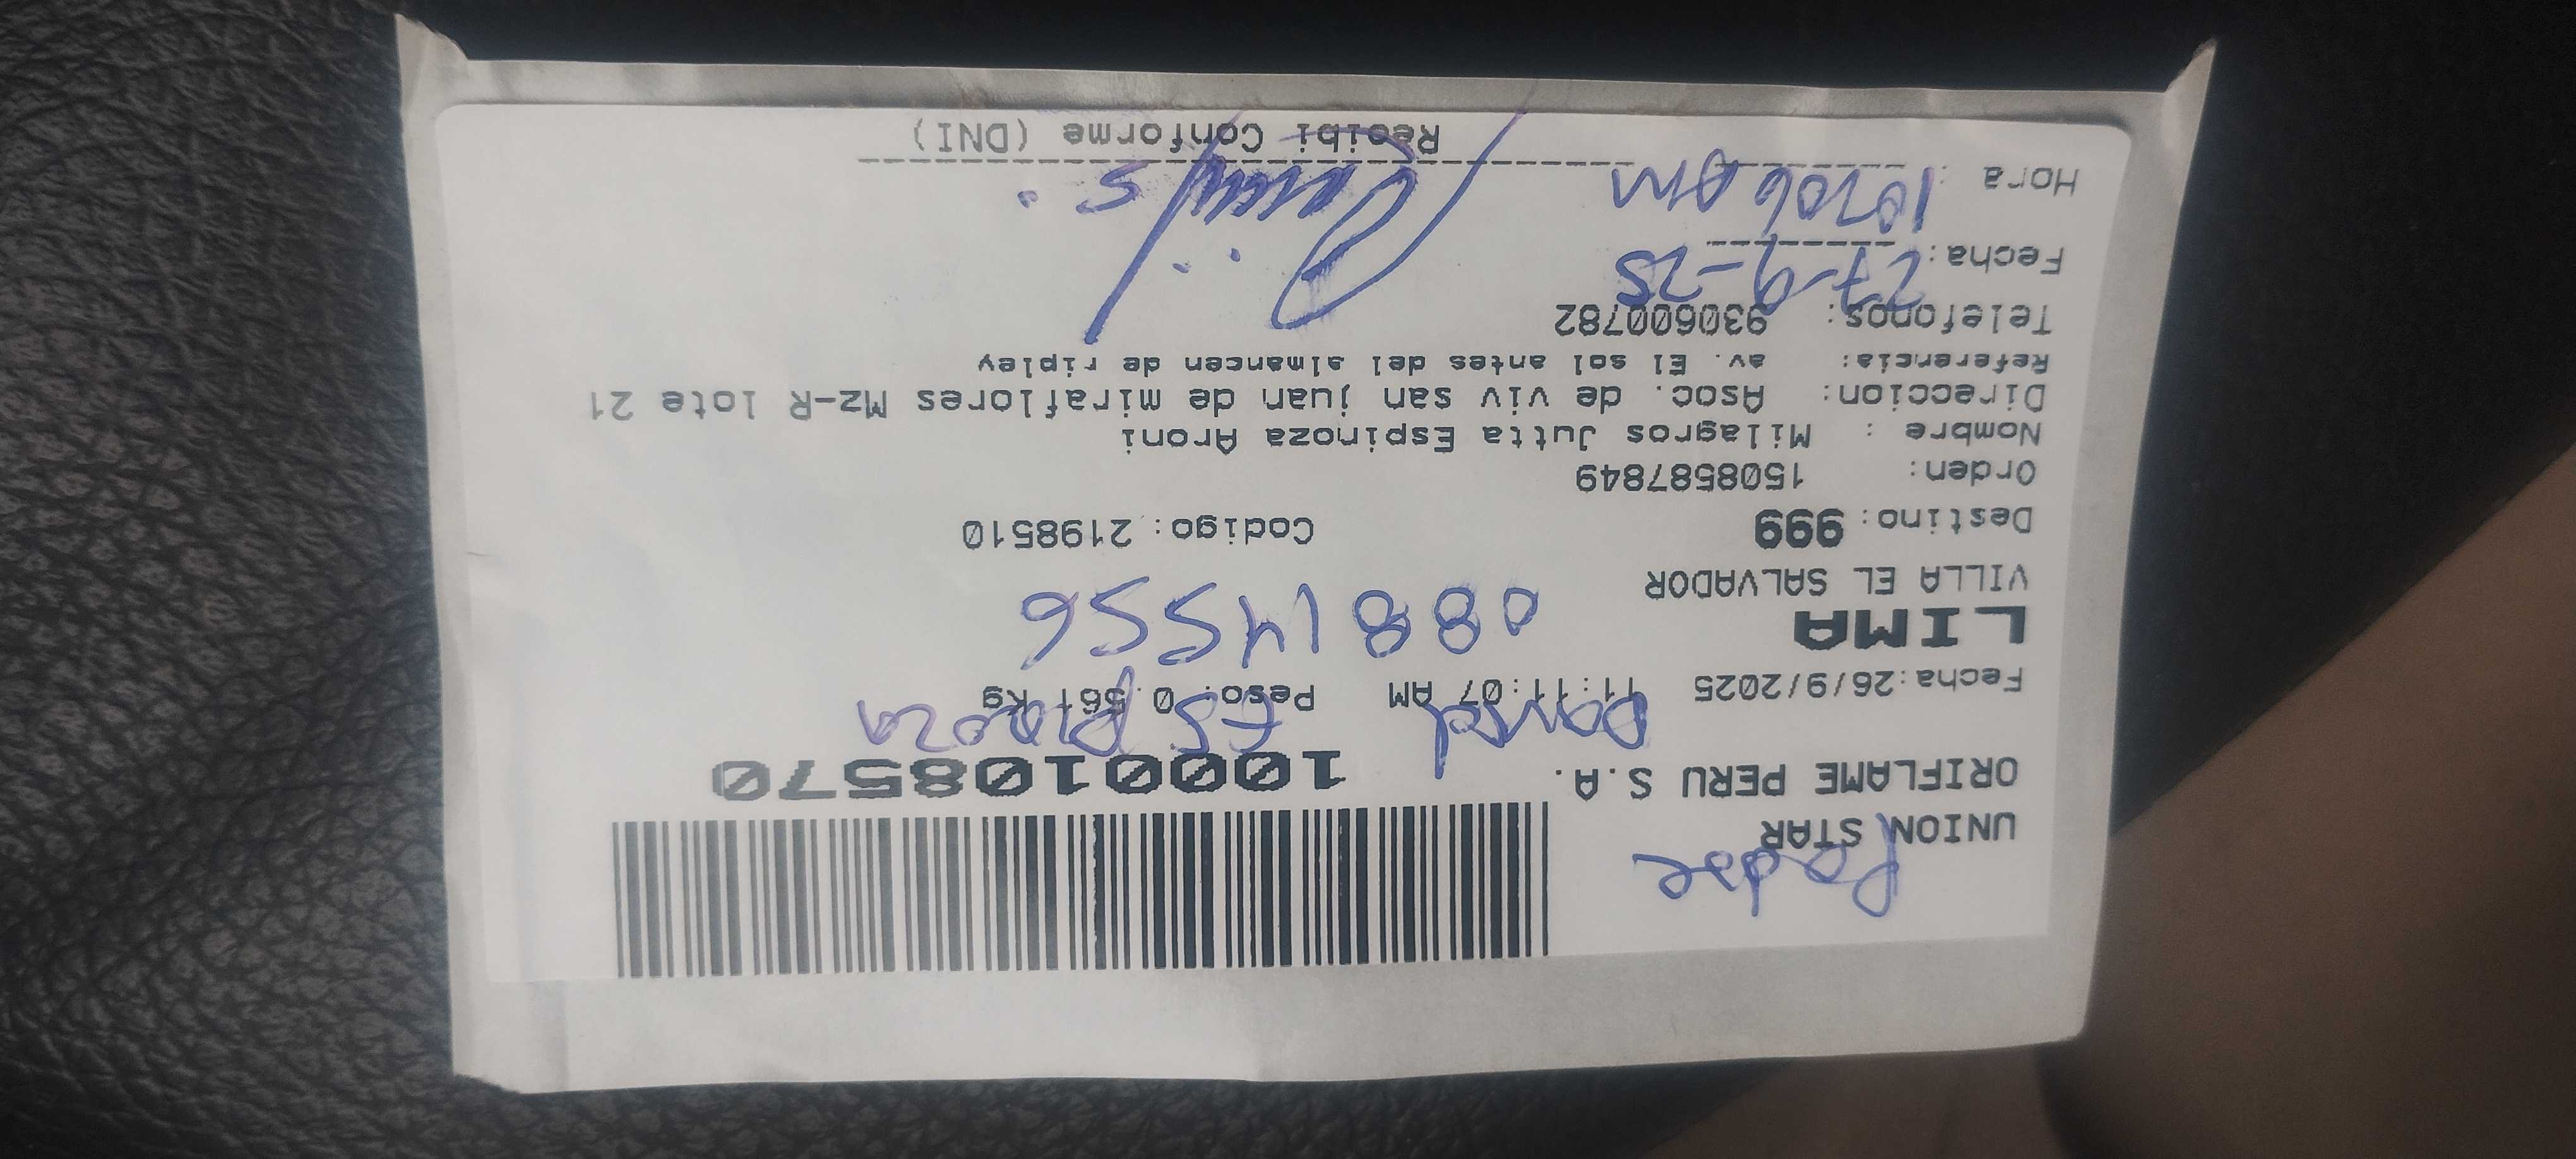 Padre
UNION STAR
ORIFLAME PERU S.A.
1000108570
Daniel Espinoza
Fecha:26/9/2025 11:11:07 AM Peso: 0.561 Kg
LIMA
08814556
VILLA EL SALVADOR
Destino: 999 Codigo: 2198510
Orden: 1508587849
Nombre : Milagros Jutta Espinoza Aroni
Direccion: Asoc. de viv san juan de miraflores Mz-R lote 21
Referencia: av. El sol antes del almancen de ripley
Telefonos: 930600782
Fecha: 27-9-25
Hora : 10:06 AM
Recibi Conforme (DNI)